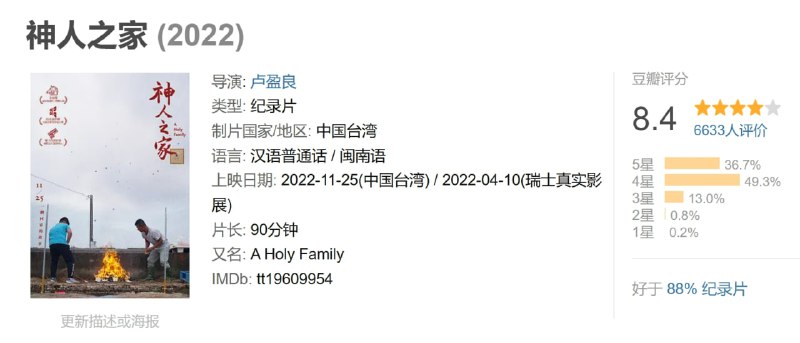 神人之家 (2022)
神人之家
A Holy Family
11
25
导演: 卢盈良
类型: 纪录片
制片国家/地区: 中国台湾
语言: 汉语普通话 / 闽南语
上映日期: 2022-11-25(中国台湾) / 2022-04-10(瑞士真实影
展)
片长: 90分钟
又名: A Holy Family
IMDb: tt19609954
更新描述或海报
豆瓣评分
8.4
6633人评价
5星 36.7%
4星 49.3%
3星 13.0%
2星 0.8%
1星 0.2%
好于 88% 纪录片